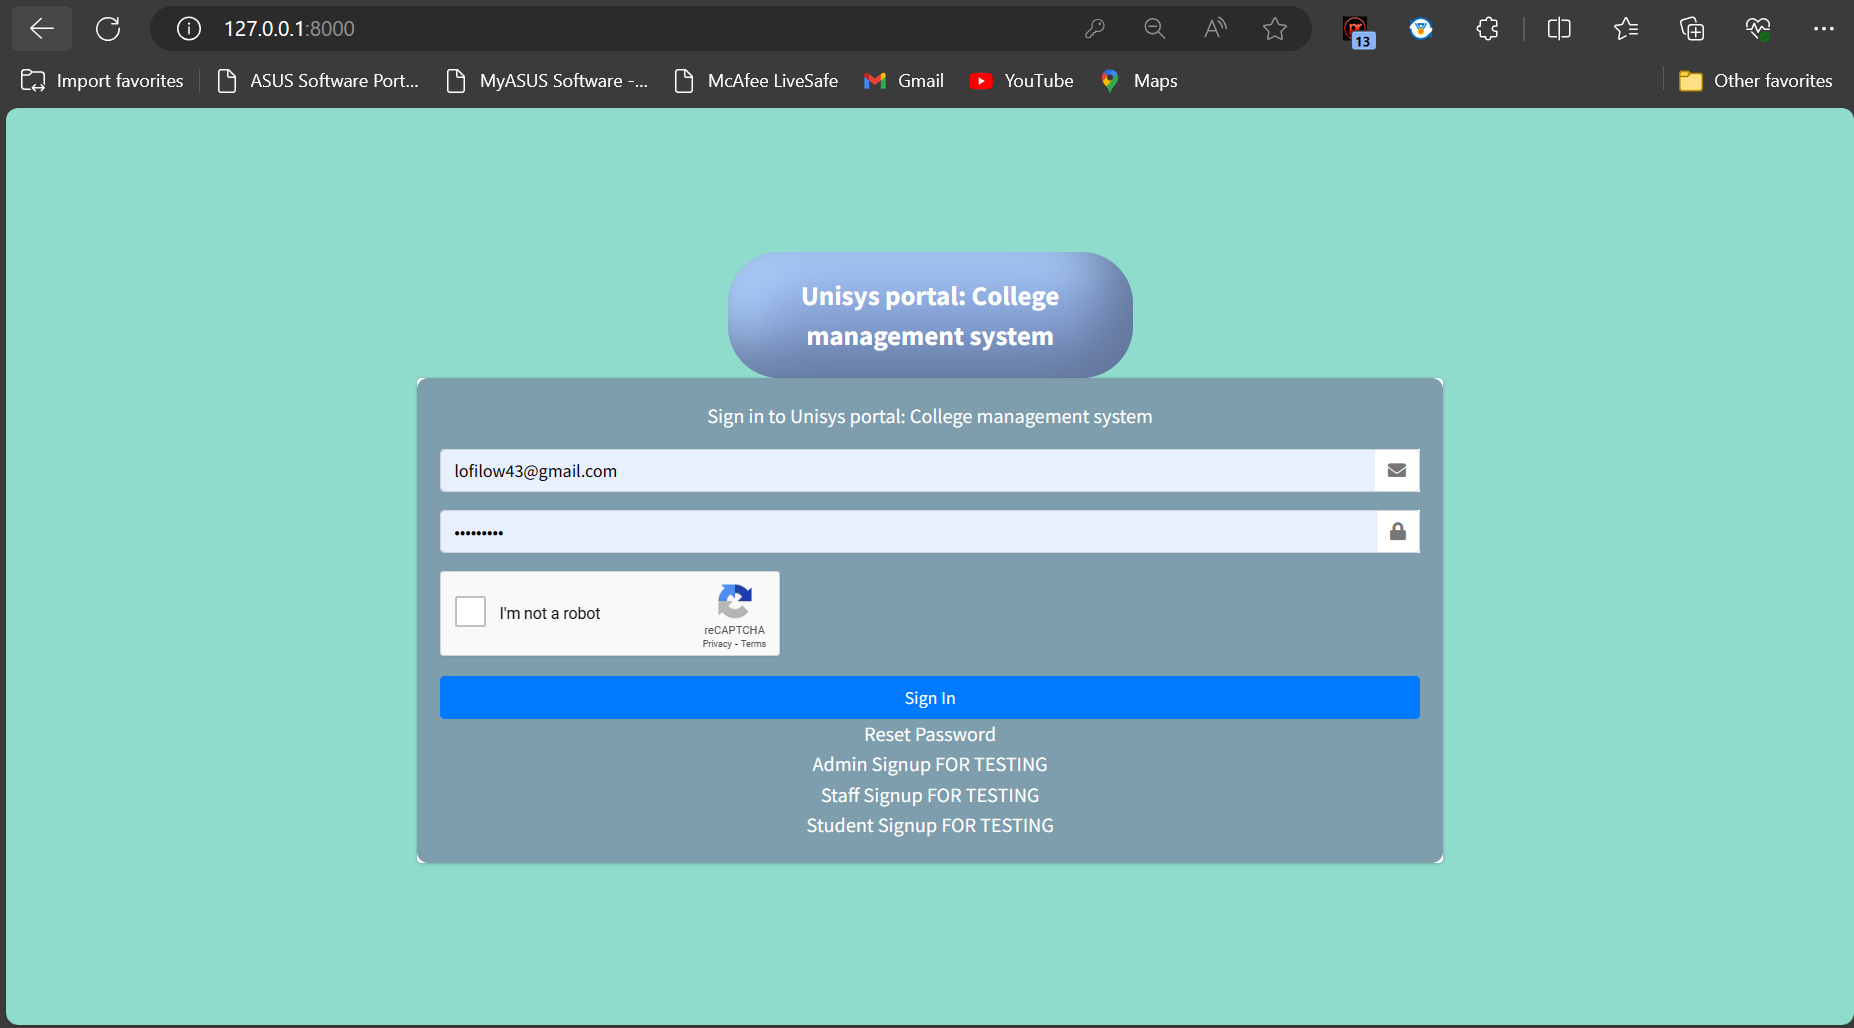 127.0.0.1:8000
13
Import favorites
ASUS Software Port...
MyASUS Software -...
McAfee LiveSafe
Gmail
YouTube
Maps
Other favorites
Unisys portal: College
management system
Sign in to Unisys portal: College management system
lofilow43@gmail.com
•••••••••
I'm not a robot
reCAPTCHA
Privacy - Terms
Sign In
Reset Password
Admin Signup FOR TESTING
Staff Signup FOR TESTING
Student Signup FOR TESTING